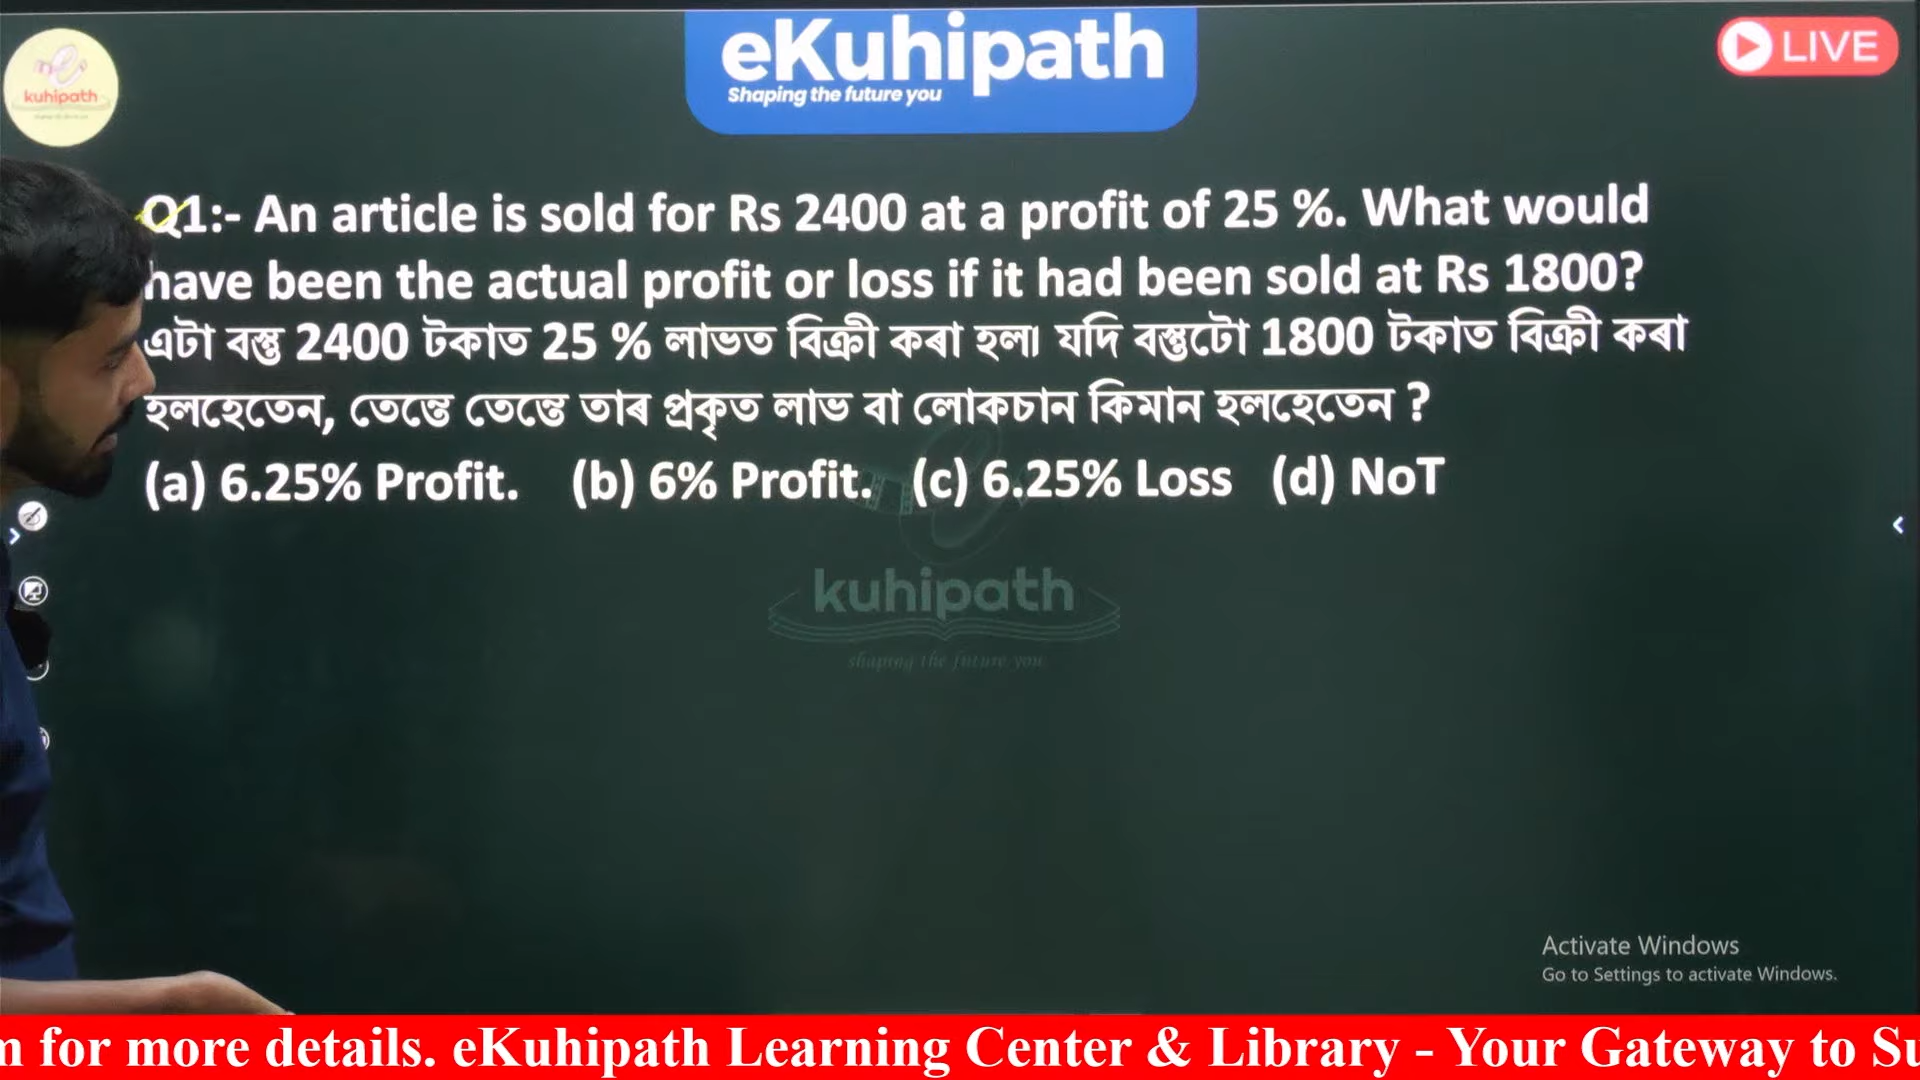 eKuhipath
Shaping the future you
LIVE
kuhipath
Q1:- An article is sold for Rs 2400 at a profit of 25 %. What would
have been the actual profit or loss if it had been sold at Rs 1800?
এটা বস্তু 2400 টকাত 25 % লাভত বিক্ৰী কৰা হল। যদি বস্তুটো 1800 টকাত বিক্ৰী কৰা
হলহেতেন, তেন্তে তেন্তে তাৰ প্ৰকৃত লাভ বা লোকচান কিমান হলহেতেন ?
(a) 6.25% Profit. (b) 6% Profit. (c) 6.25% Loss (d) NoT
kuhipath
shaping the future you
Activate Windows
Go to Settings to activate Windows.
m for more details. eKuhipath Learning Center & Library - Your Gateway to Su